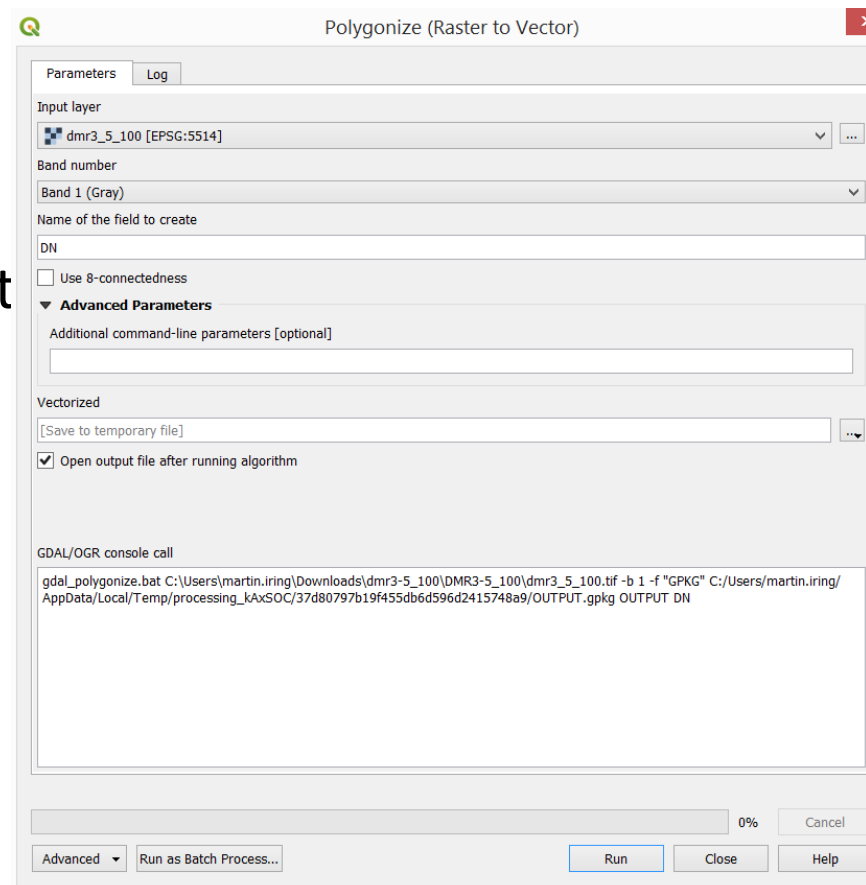 Polygonize (Raster to Vector)
Parameters Log
Input layer
dmr3_5_100 [EPSG:5514]
...
Band number
Band 1 (Gray)
Name of the field to create
DN
t
Use 8-connectedness
Advanced Parameters
Additional command-line parameters [optional]
Vectorized
[Save to temporary file]
...
Open output file after running algorithm
GDAL/OGR console call
gdal_polygonize.bat C:\Users\martin.iring\Downloads\dmr3-5_100\DMR3-5_100\dmr3_5_100.tif -b 1 -f "GPKG" C:/Users/martin.iring/
AppData/Local/Temp/processing_kAxSOC/37d80797b19f455db6d596d2415748a9/OUTPUT.gpkg OUTPUT DN
0% Cancel
Advanced Run as Batch Process... Run Close Help